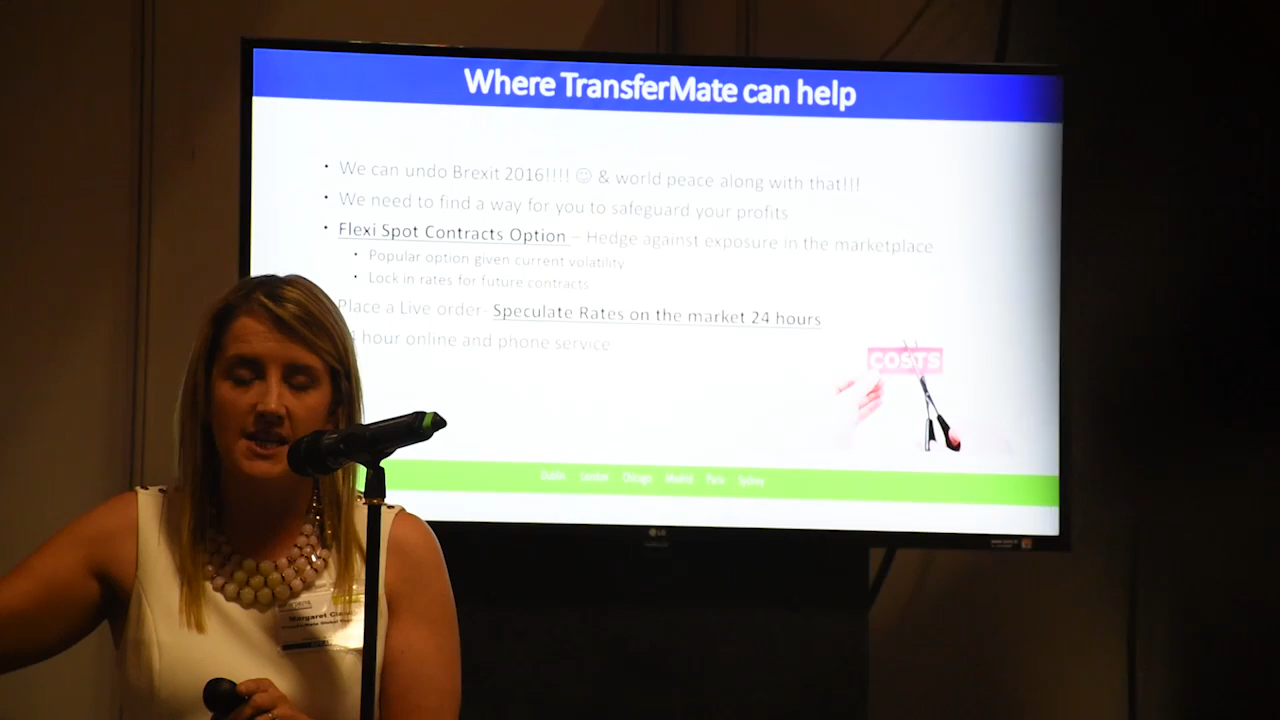 Where TransferMate can help
We can undo Brexit 2016!!!! ☺ & world peace along with that!!!
We need to find a way for you to safeguard your profits
Flexi Spot Contracts Option – Hedge against exposure in the marketplace
Popular option given current volatility
Lock in rates for future contracts
Place a Live order- Speculate Rates on the market 24 hours
hour online and phone service
COSTS
Dublin London Chicago Madrid Paris Sydney
LG
Margaret